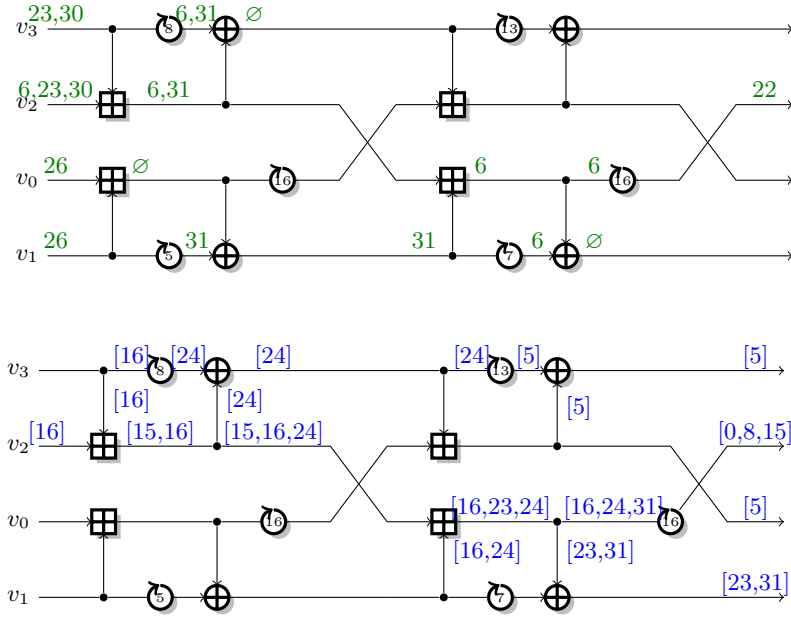 23,30 6,31 ∅
v₃ 8 13
6,23,30 6,31 22
v₂
26 ∅ 6 6
v₀ 16 16
26 31 31 6 ∅
v₁ 5 7
[16] [24] [24] [24] [5] [5]
v₃ 8 13
[16] [24] [5]
[16] [15,16] [15,16,24] [0,8,15]
v₂
[16,23,24] [16,24,31] [5]
v₀ 16 16
[16,24] [23,31]
[23,31]
v₁ 5 7